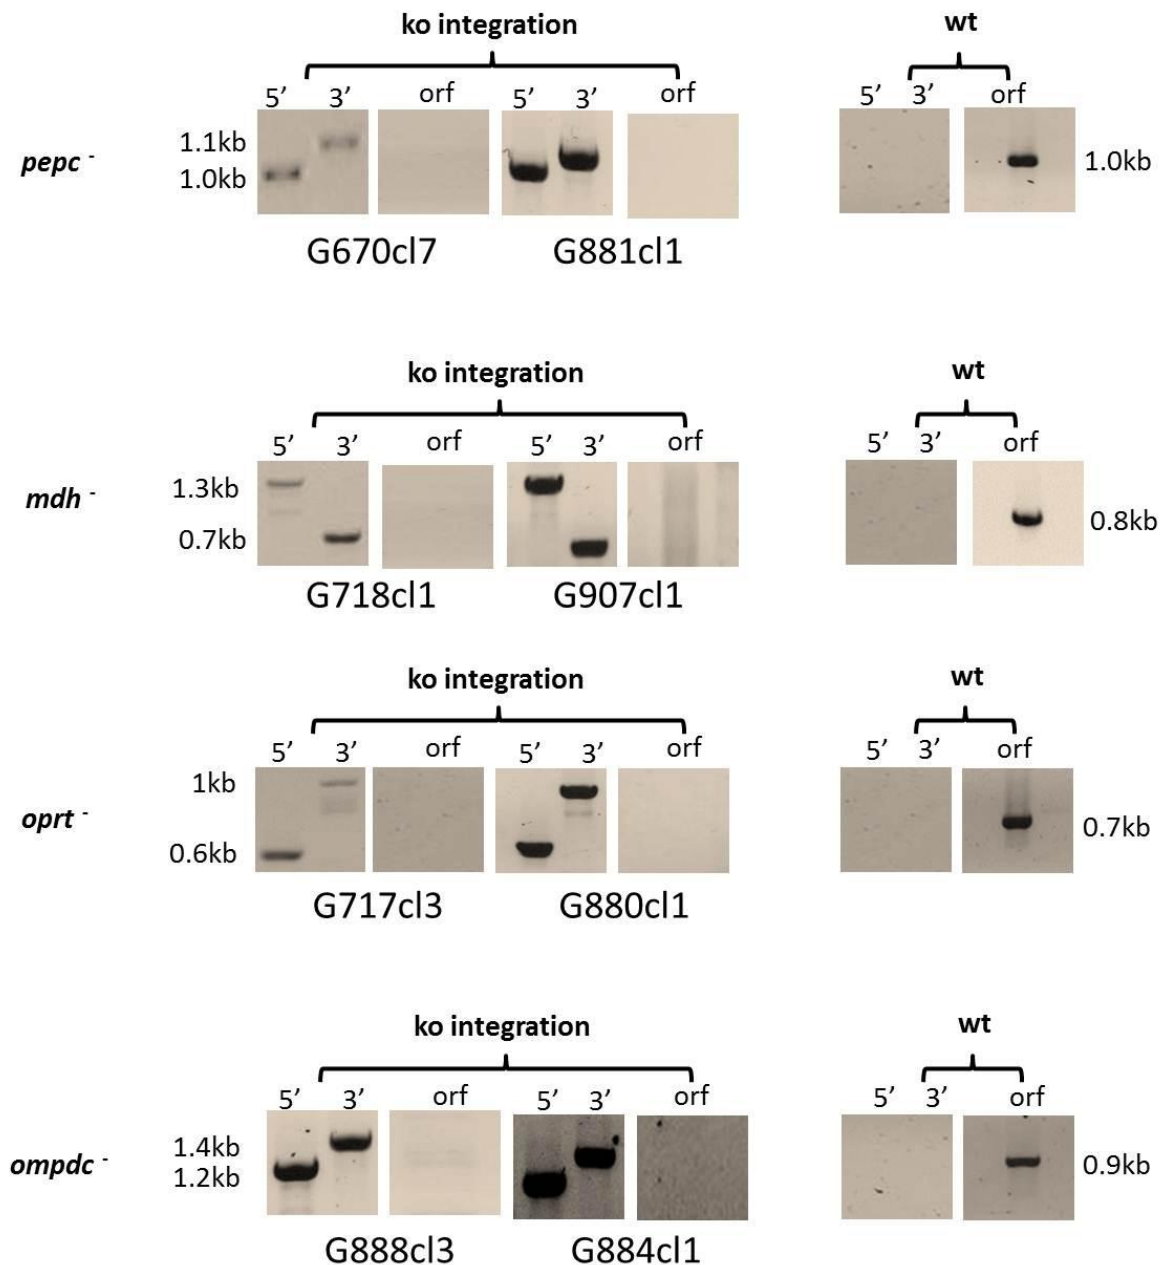 ko integration wt
5’ 3’ orf 5’ 3’ orf 5’ 3’ orf
1.1kb
pepc - 1.0kb 1.0kb
G670cl7 G881cl1
ko integration wt
5’ 3’ orf 5’ 3’ orf 5’ 3’ orf
1.3kb
mdh - 0.8kb
0.7kb
G718cl1 G907cl1
ko integration wt
5’ 3’ orf 5’ 3’ orf 5’ 3’ orf
1kb
oprt - 0.7kb
0.6kb
G717cl3 G880cl1
ko integration wt
5’ 3’ orf 5’ 3’ orf 5’ 3’ orf
1.4kb
ompdc - 0.9kb
1.2kb
G888cl3 G884cl1